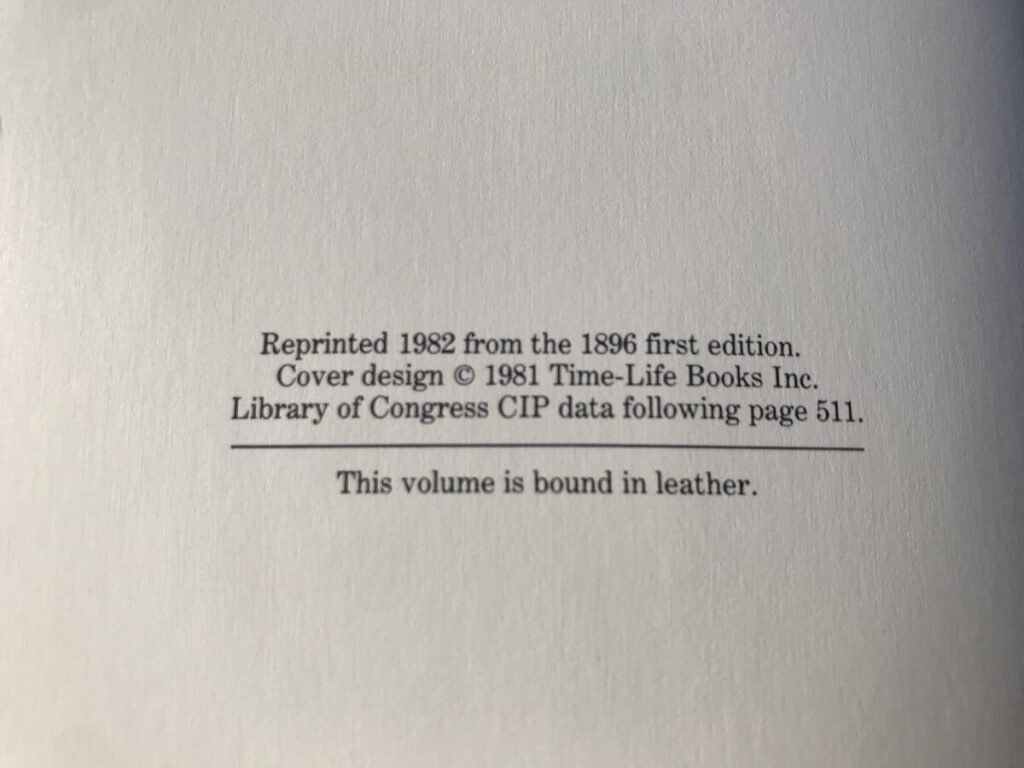 Reprinted 1982 from the 1896 first edition.
Cover design © 1981 Time-Life Books Inc.
Library of Congress CIP data following page 511.
This volume is bound in leather.